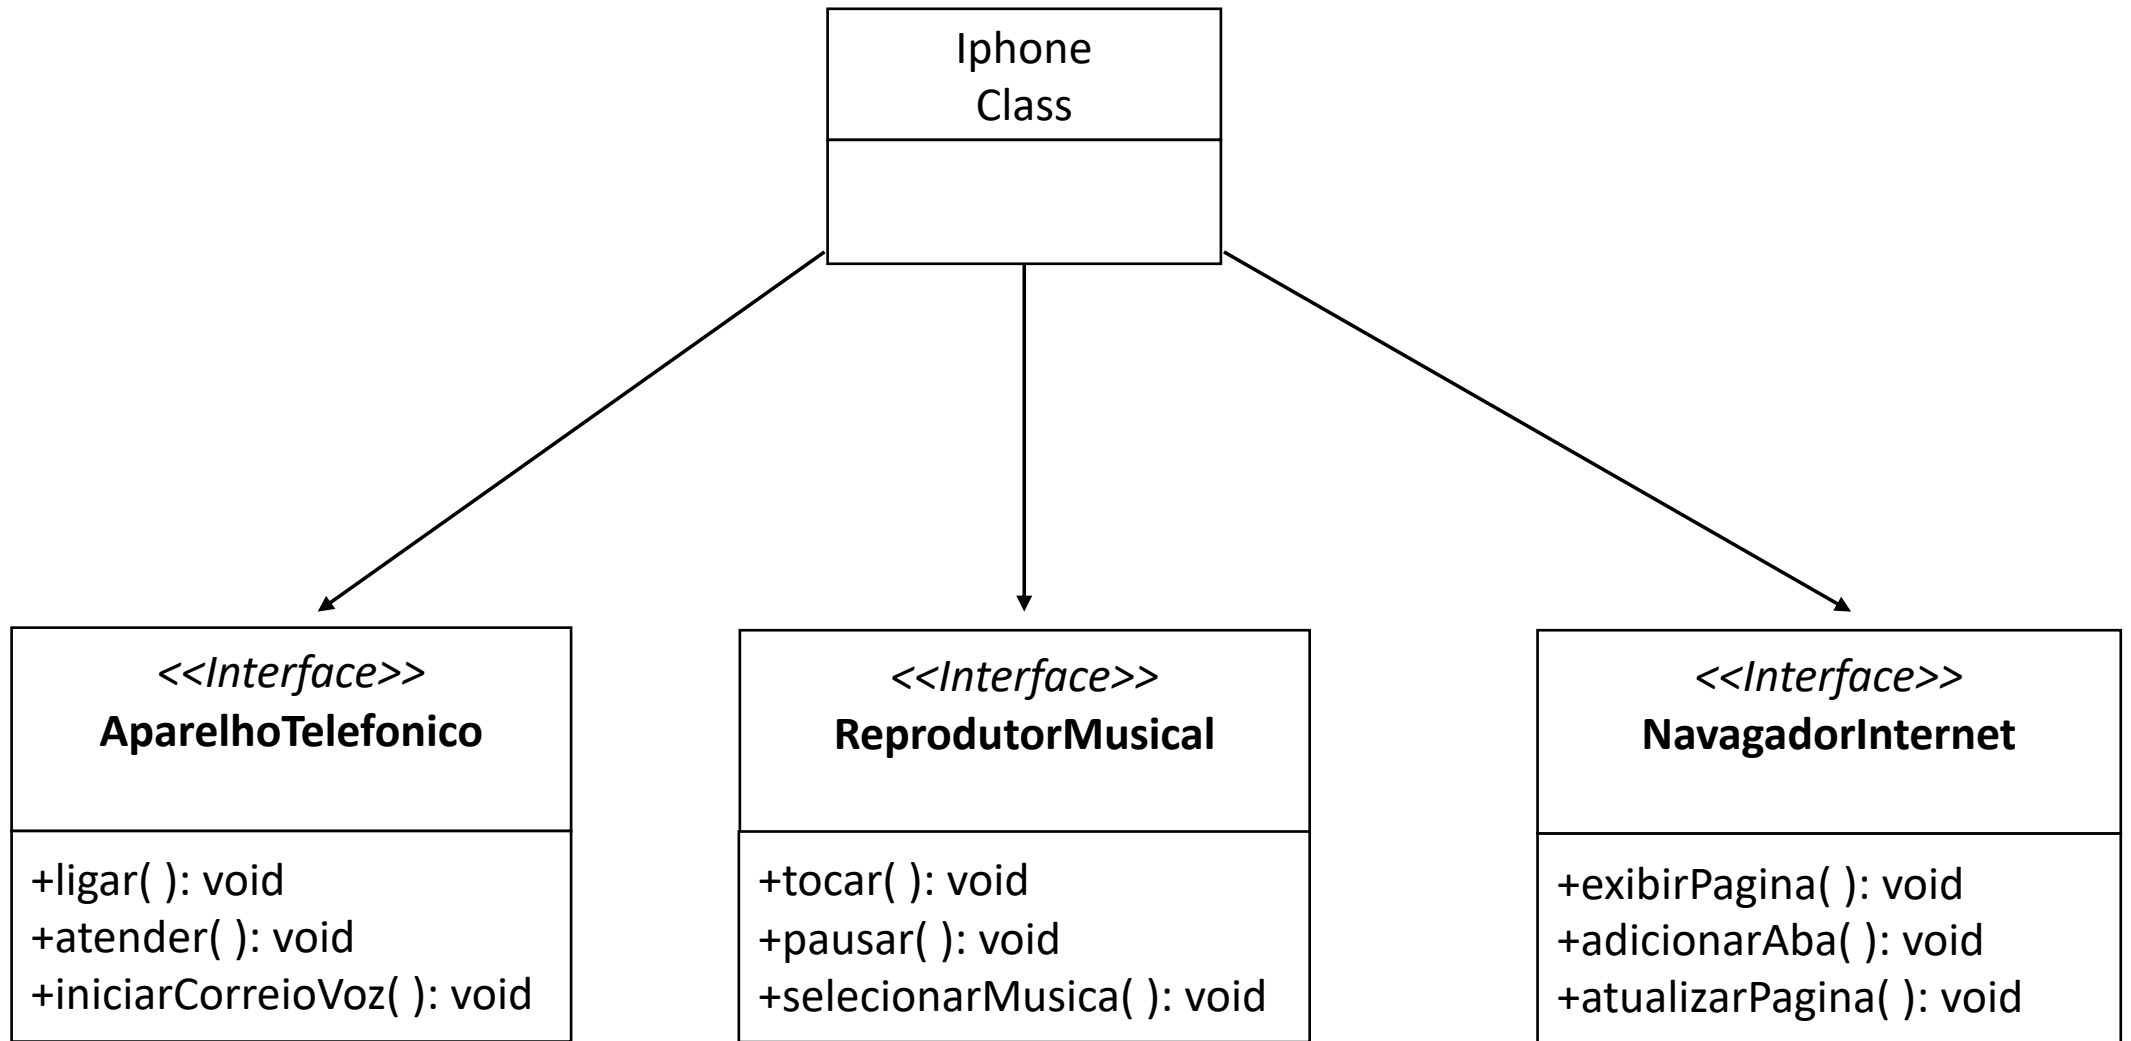 Iphone
Class
<<Interface>>
AparelhoTelefonico
+ligar( ): void
+atender( ): void
+iniciarCorreioVoz( ): void
<<Interface>>
ReprodutorMusical
+tocar( ): void
+pausar( ): void
+selecionarMusica( ): void
<<Interface>>
NavagadorInternet
+exibirPagina( ): void
+adicionarAba( ): void
+atualizarPagina( ): void